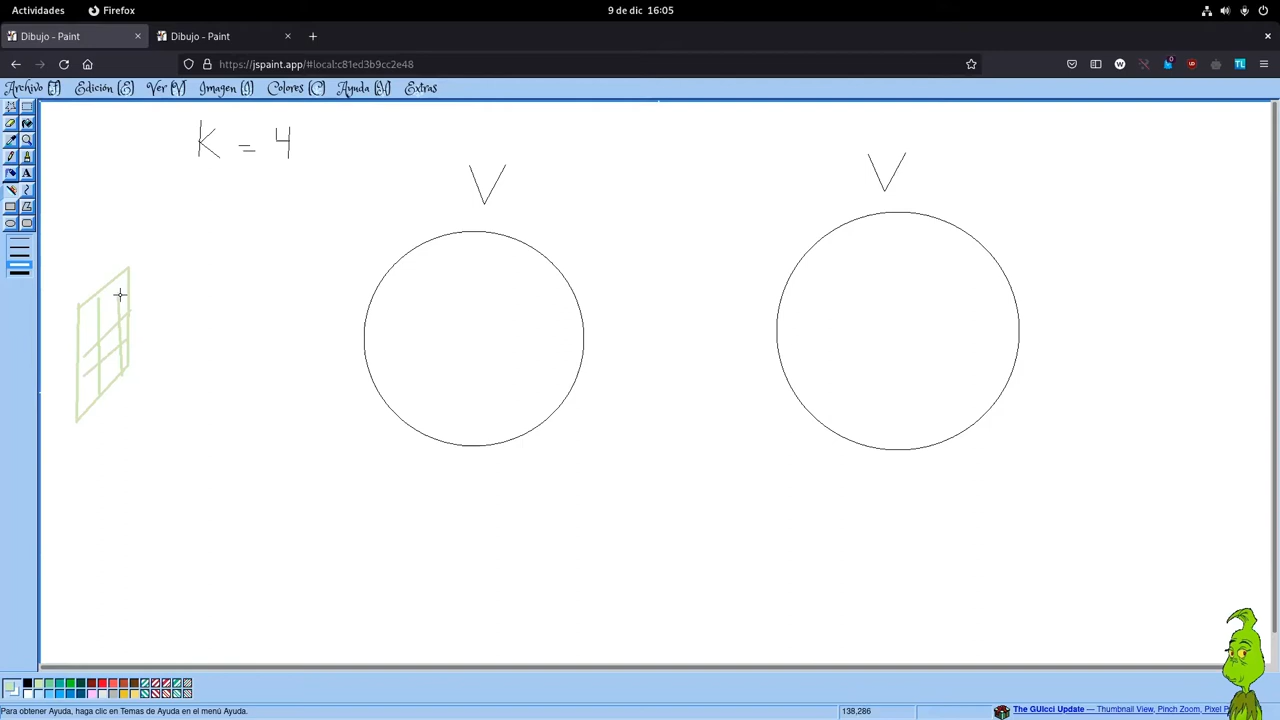 Actividades Firefox 9 de dic 16:05
Dibujo - Paint × Dibujo - Paint × +
https://jspaint.app/#local:c81ed3b9cc2e48
Archivo (F) Edición (E) Ver (V) Imagen (I) Colores (C) Ayuda (H) Extras
K = 4
V V
Para obtener Ayuda, haga clic en Temas de Ayuda en el menú Ayuda. 138,286 The GUIcci Update — Thumbnail View, Pinch Zoom, Pixel P